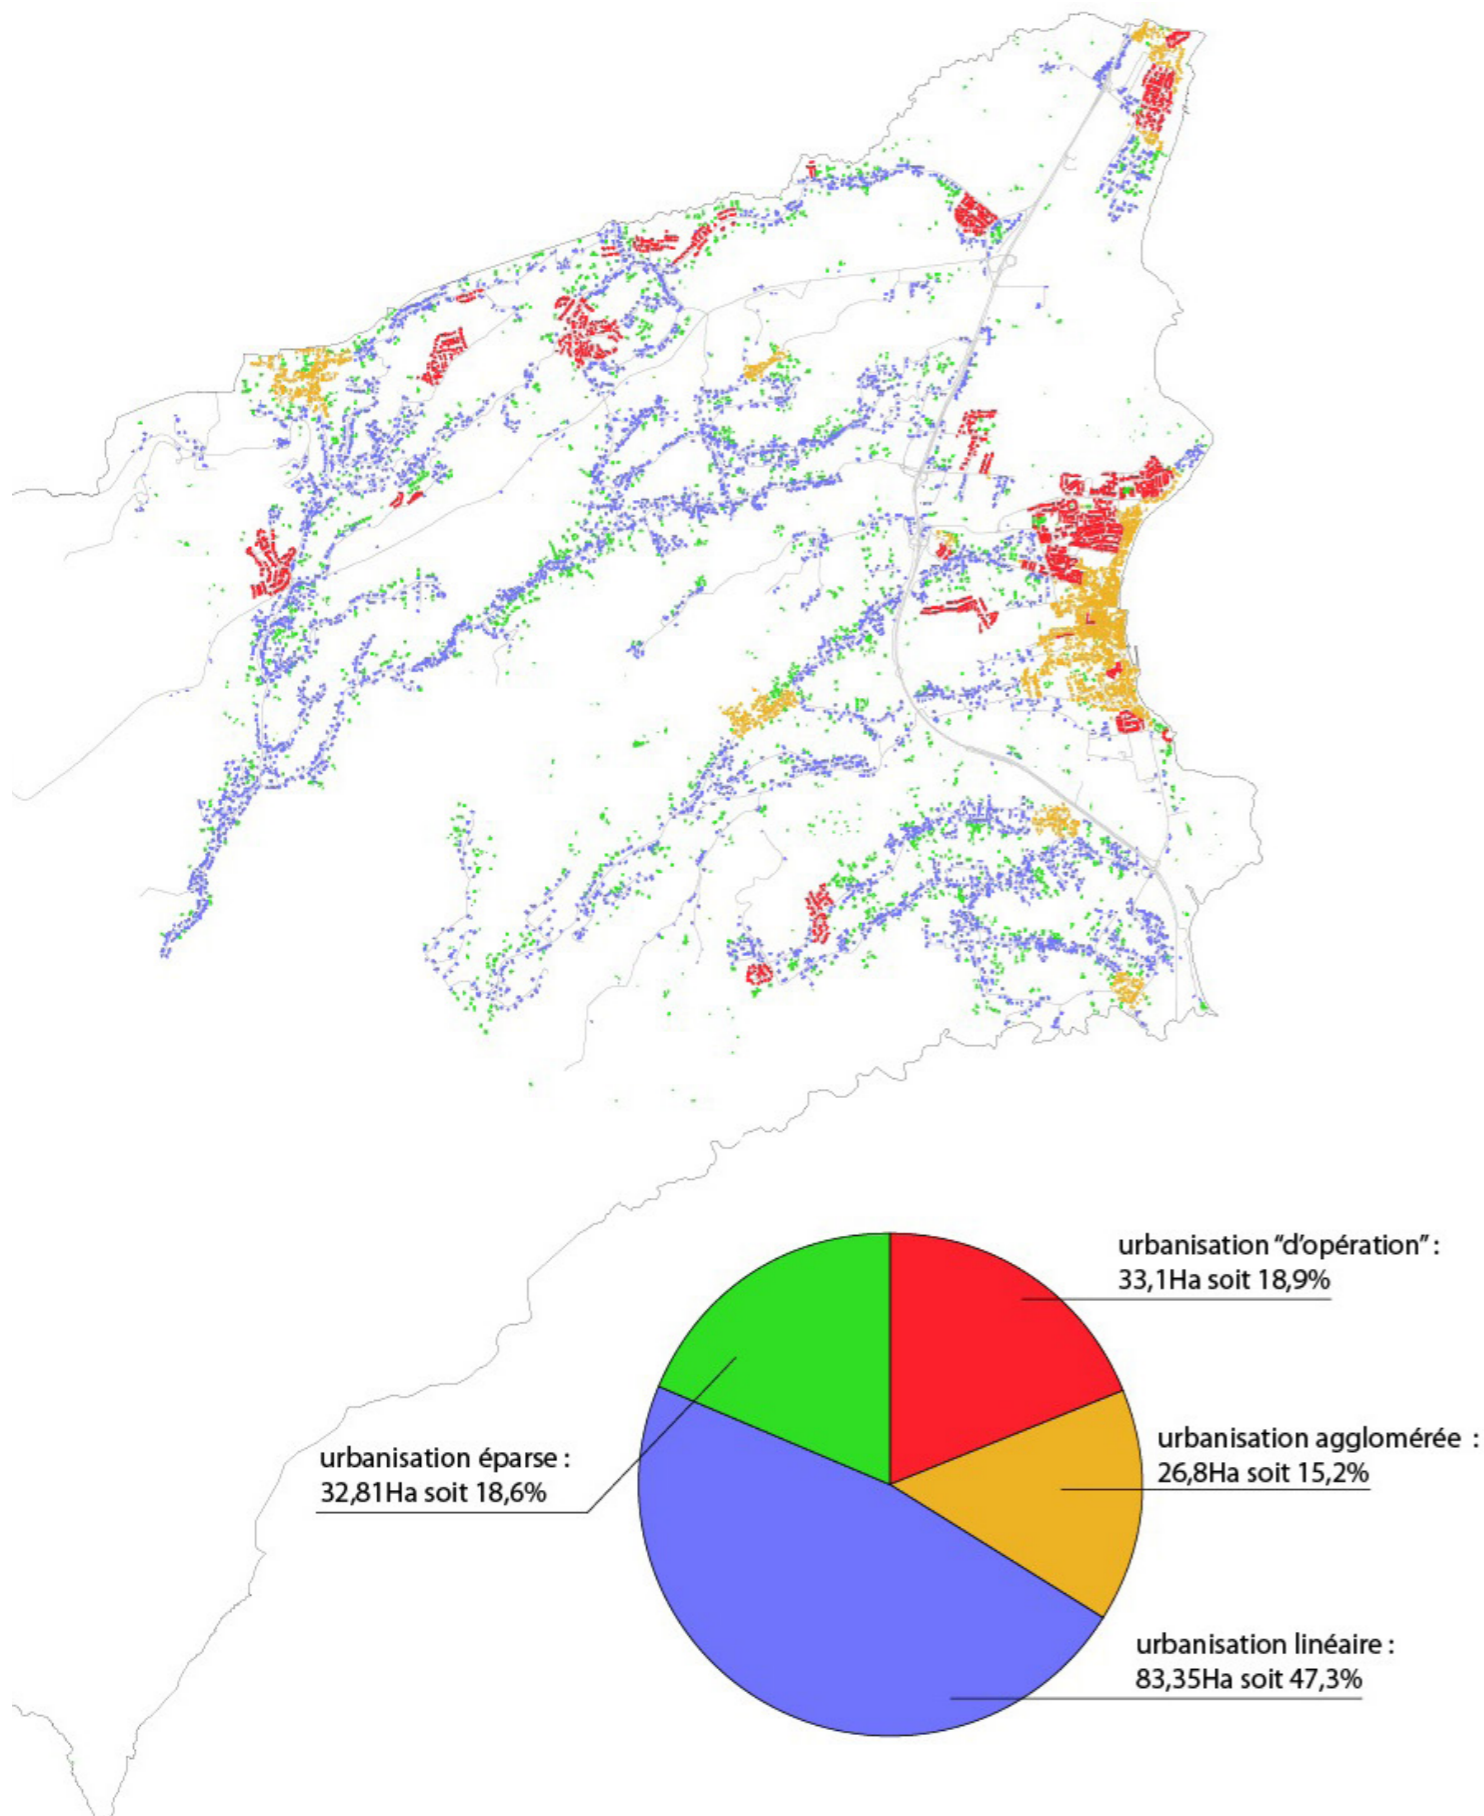 urbanisation “d’opération” :
33,1Ha soit 18,9%
urbanisation agglomérée :
26,8Ha soit 15,2%
urbanisation éparse :
32,81Ha soit 18,6%
urbanisation linéaire :
83,35Ha soit 47,3%